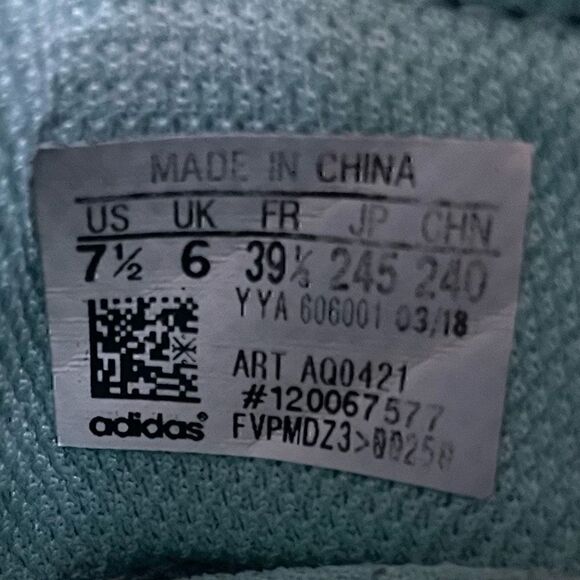 MADE IN CHINA
US UK FR JP CHN
7½ 6 39⅓ 245 240
YYA 606001 03/18
ART AQ0421
#120067577
adidas®
FVPMDZ3>